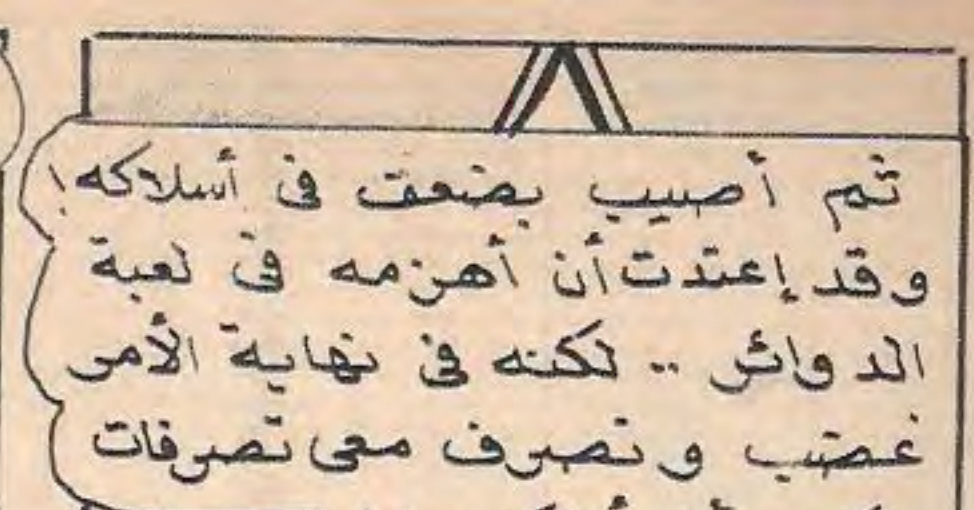 ثم أصيب بضعف فى أسلاكه!
وقد إعتدت أن أهزمه فى لعبة
الدوائر .. لكنه فى نهاية الأمر
غضب وتصرف معى تصرفات